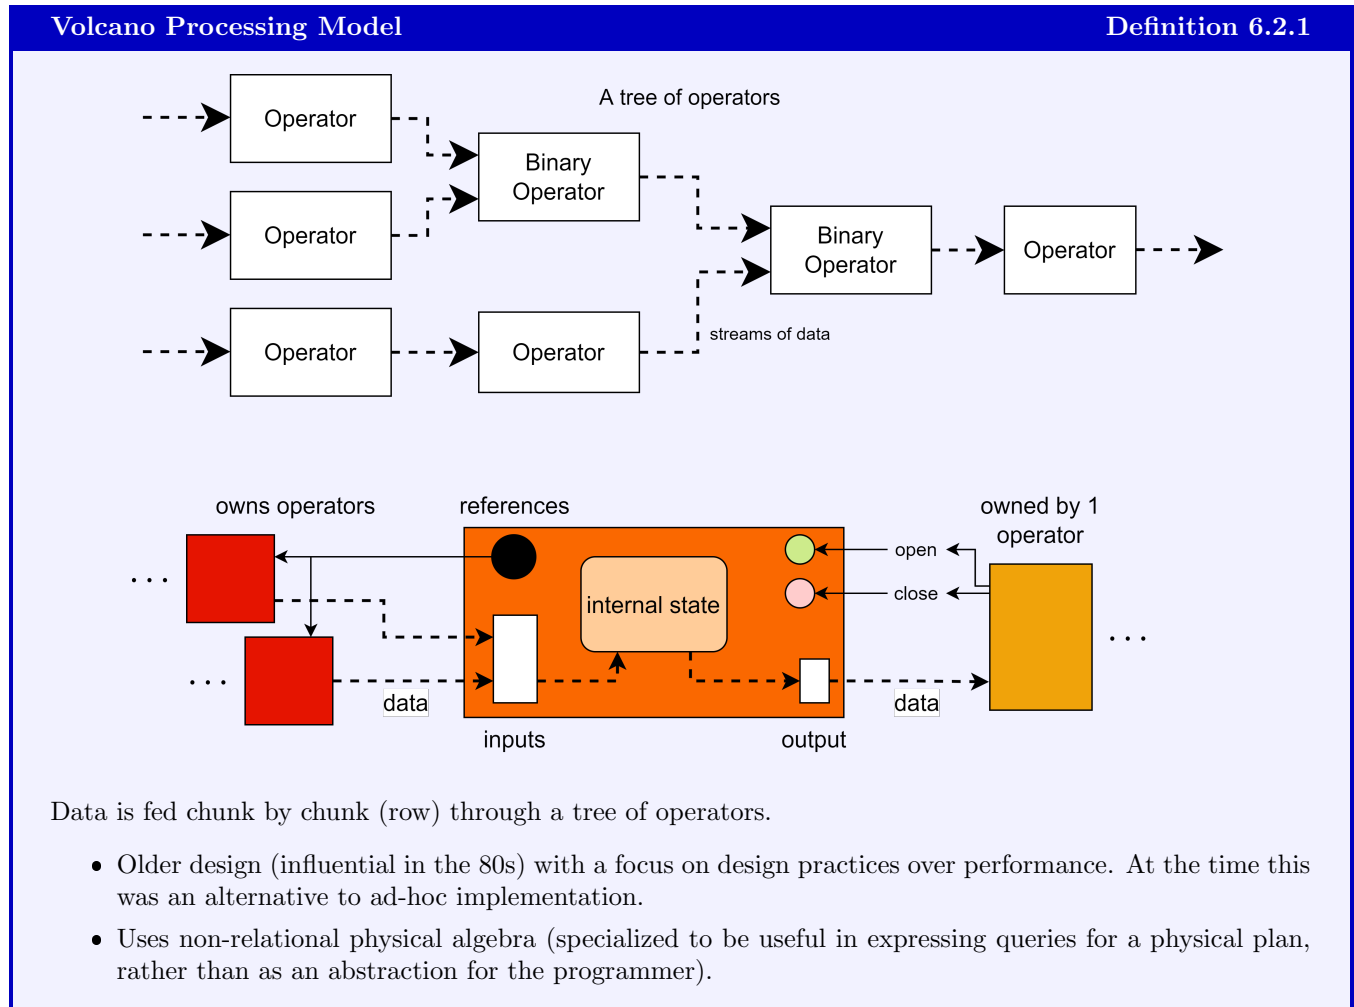 Volcano Processing Model
Definition 6.2.1
A tree of operators
Operator
Binary
Operator
Operator
Binary
Operator
Operator
streams of data
Operator
Operator
owns operators
references
owned by 1
operator
open
internal state
close
data
data
inputs
output
Data is fed chunk by chunk (row) through a tree of operators.
• Older design (influential in the 80s) with a focus on design practices over performance. At the time this
was an alternative to ad-hoc implementation.
• Uses non-relational physical algebra (specialized to be useful in expressing queries for a physical plan,
rather than as an abstraction for the programmer).